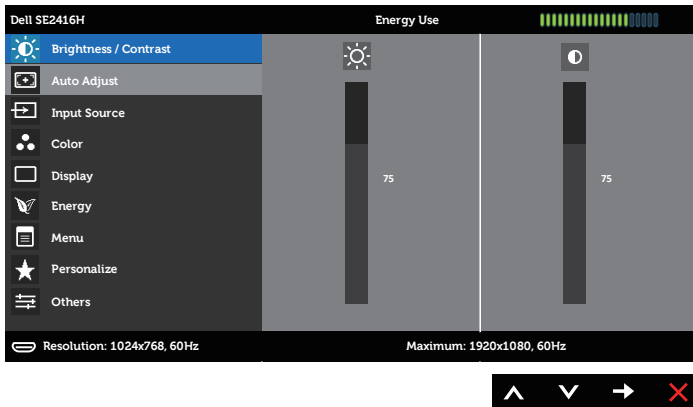 Dell SE2416H
Energy Use
Brightness / Contrast
Auto Adjust
Input Source
Color
Display
Energy
Menu
Personalize
Others
75
75
Resolution: 1024x768, 60Hz
Maximum: 1920x1080, 60Hz